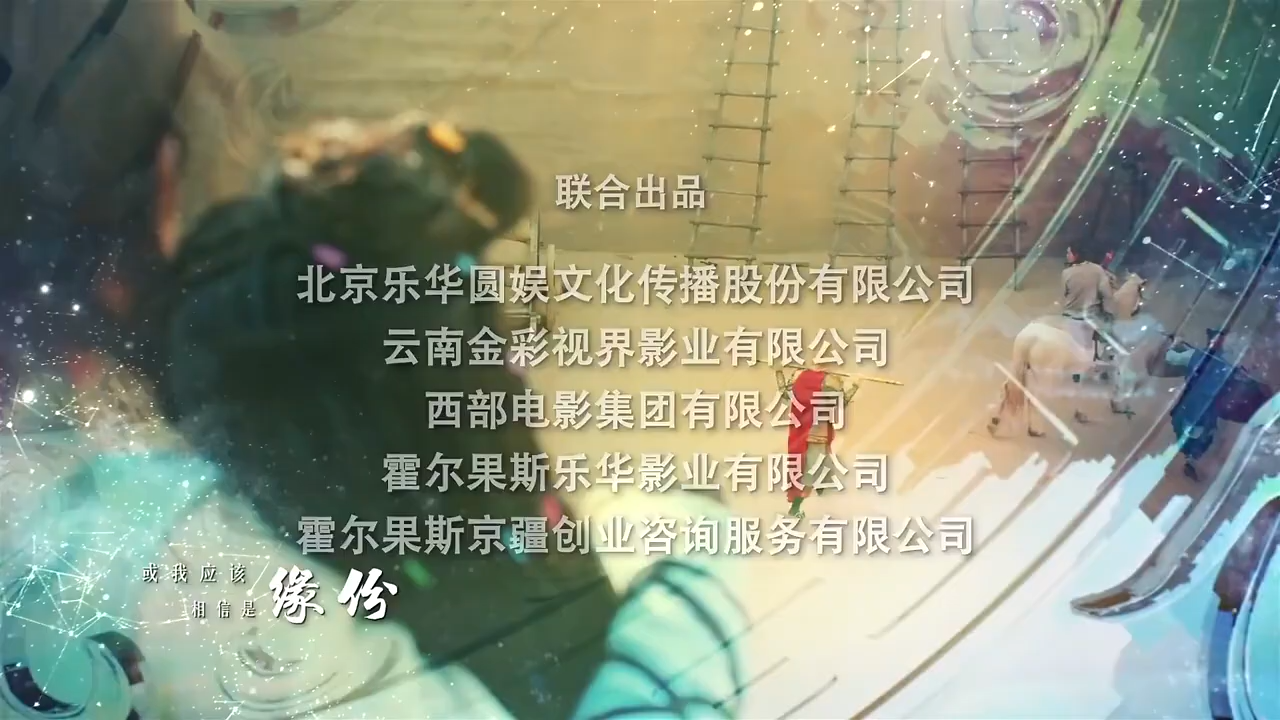 联合出品
北京乐华圆娱文化传播股份有限公司
云南金彩视界影业有限公司
西部电影集团有限公司
霍尔果斯乐华影业有限公司
霍尔果斯京疆创业咨询服务有限公司
或我应该
相信是缘份